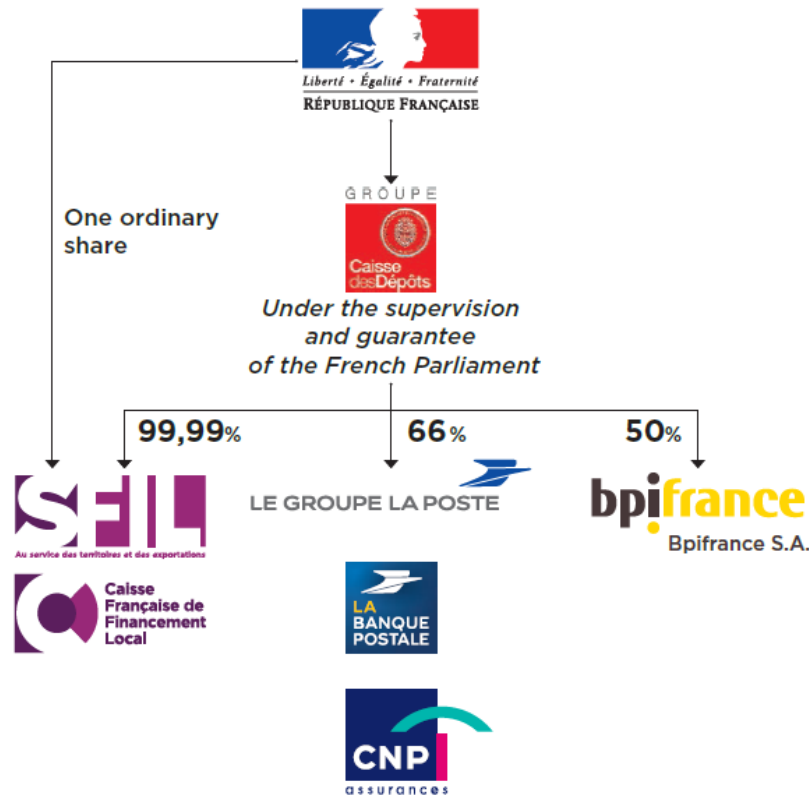 Liberté • Égalité • Fraternité
RÉPUBLIQUE FRANÇAISE
One ordinary
share
GROUPE
Caisse
desDépôts
Under the supervision
and guarantee
of the French Parliament
99,99%
66%
50%
SFIL
Au service des territoires et des exportations
LE GROUPE LA POSTE
bpifrance
Bpifrance S.A.
Caisse
Française de
Financement
Local
LA
BANQUE
POSTALE
CNP
assurances